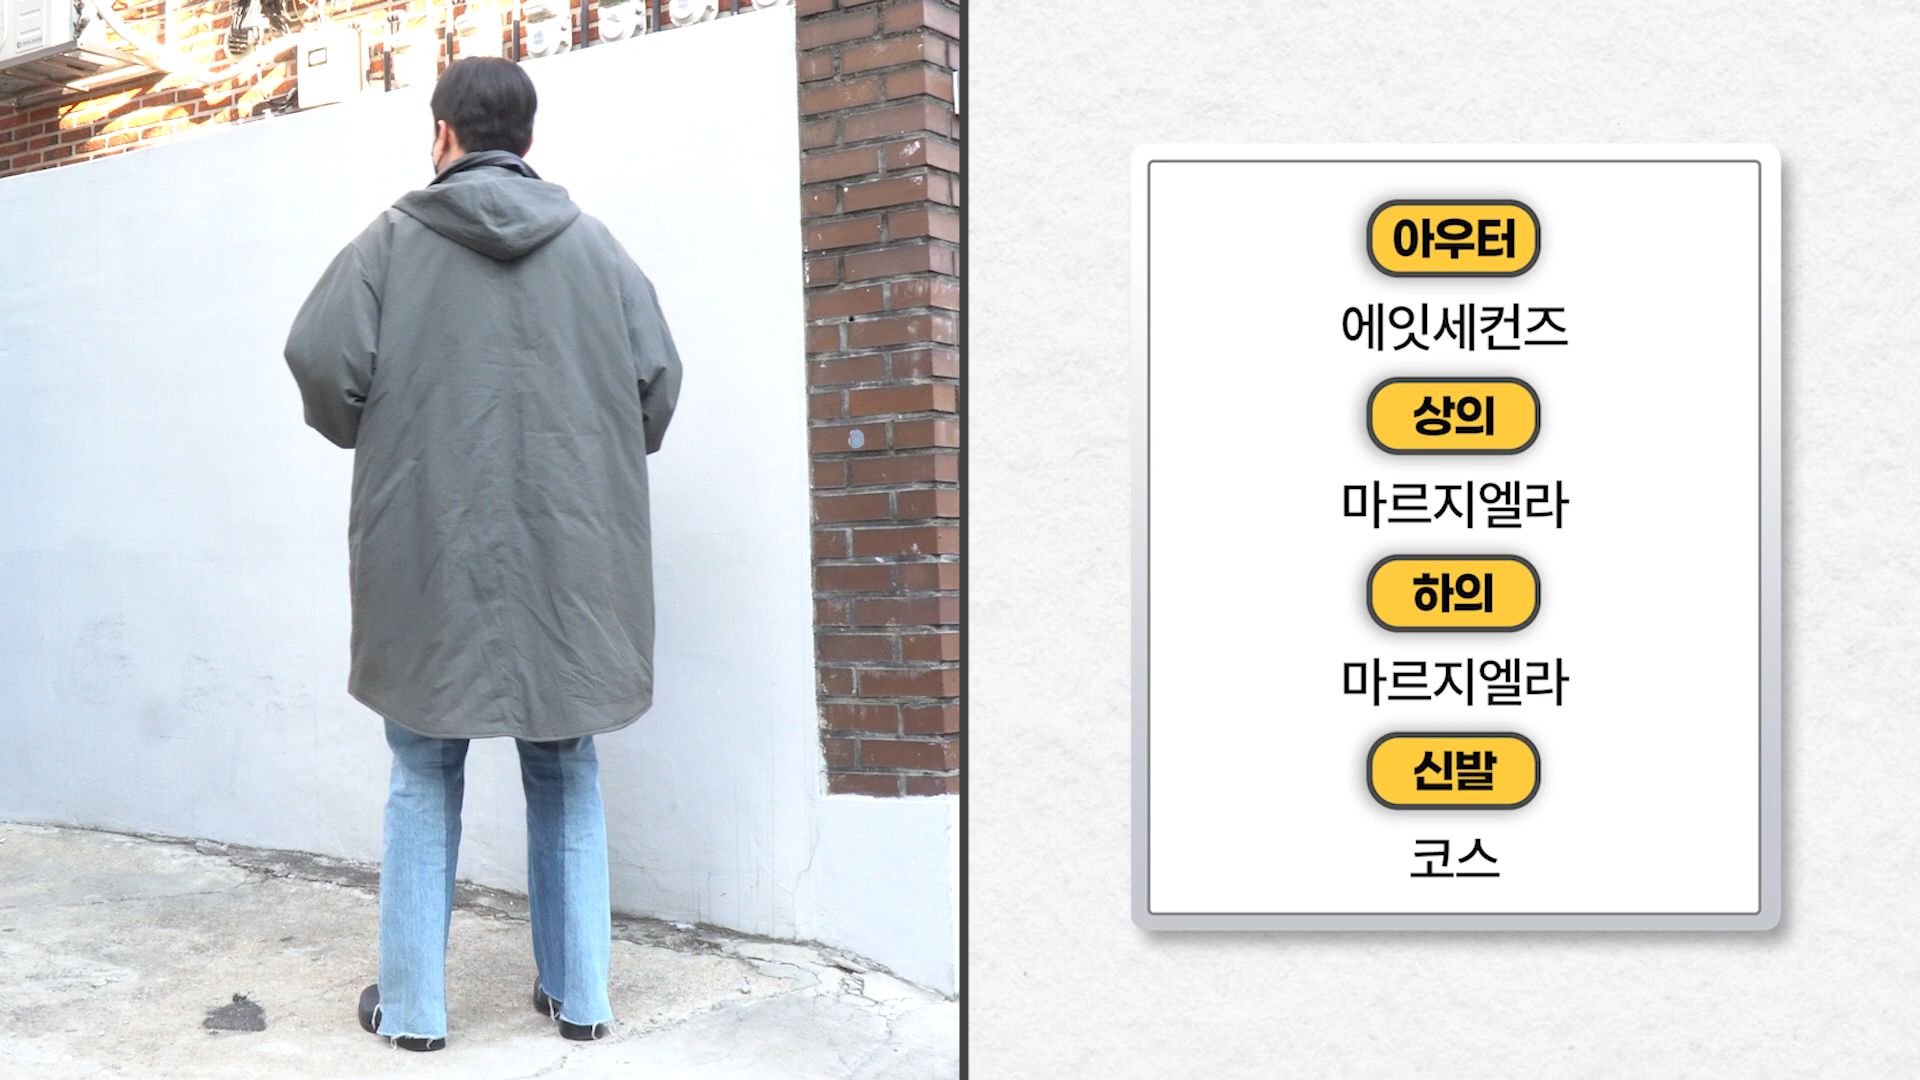 아우터
에잇세컨즈
상의
마르지엘라
하의
마르지엘라
신발
코스